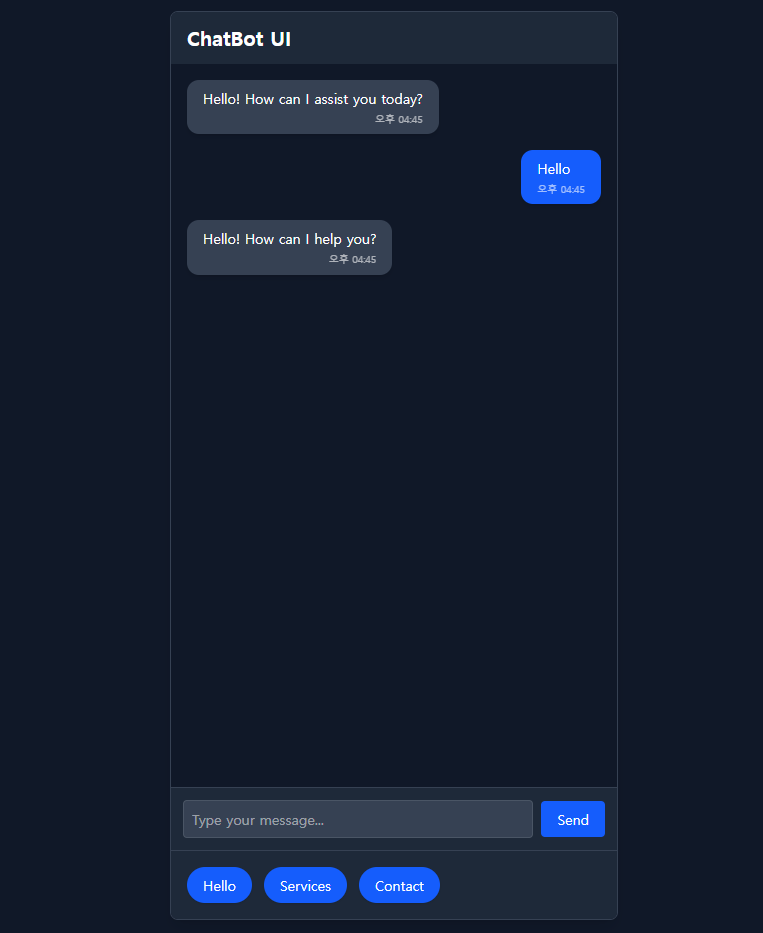 ChatBot UI
Hello! How can I assist you today?
오후 04:45
Hello
오후 04:45
Hello! How can I help you?
오후 04:45
Type your message...
Send
Hello
Services
Contact